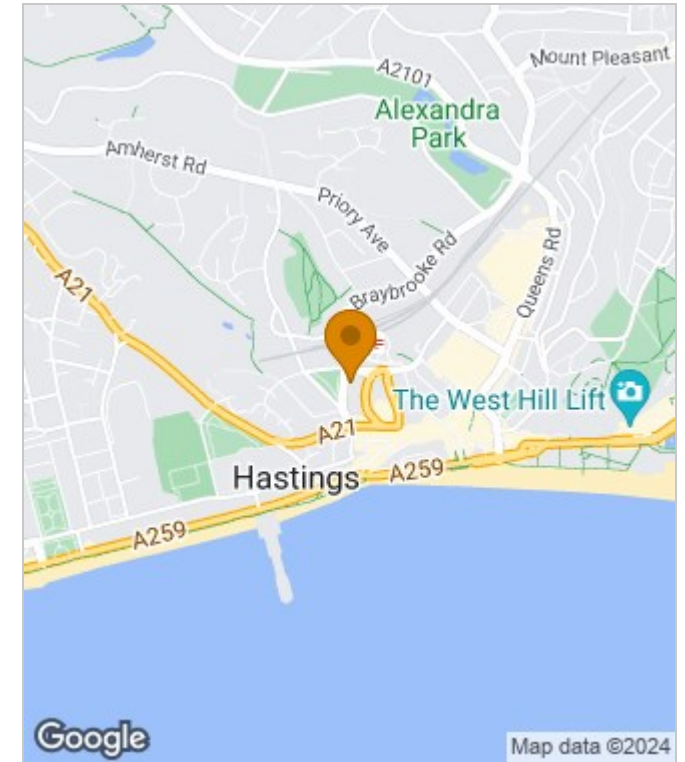 Mount Pleasant
A2101
Alexandra
Park
Amherst Rd
Priory Ave
Queens Rd
Braybrooke Rd
A21
The West Hill Lift
A21
Hastings
A259
A259
Google
Map data ©2024